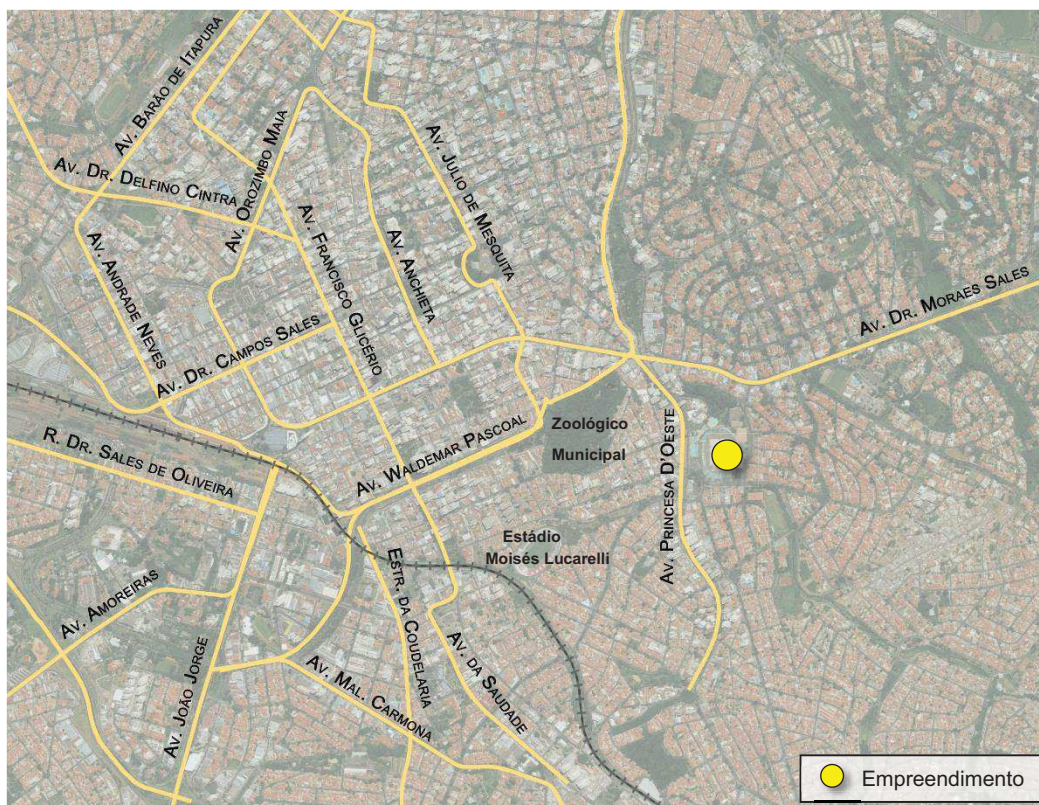 Av. Barão de Itapura
Av. Dr. Delfino Cintra
Av. Orozimbo Maia
Av. Julio de Mesquita
Av. Andrade Neves
Av. Francisco Glicério
Av. Anchieta
Av. Dr. Moraes Sales
Av. Dr. Campos Sales
Av. Waldemar Pascoal
Zoológico
Municipal
Av. Princesa D'Oeste
R. Dr. Sales de Oliveira
Estádio
Moisés Lucarelli
Estr. da Coudelaria
Av. Amoreiras
Av. João Jorge
Av. Mal. Carmona
Av. da Saudade
Empreendimento